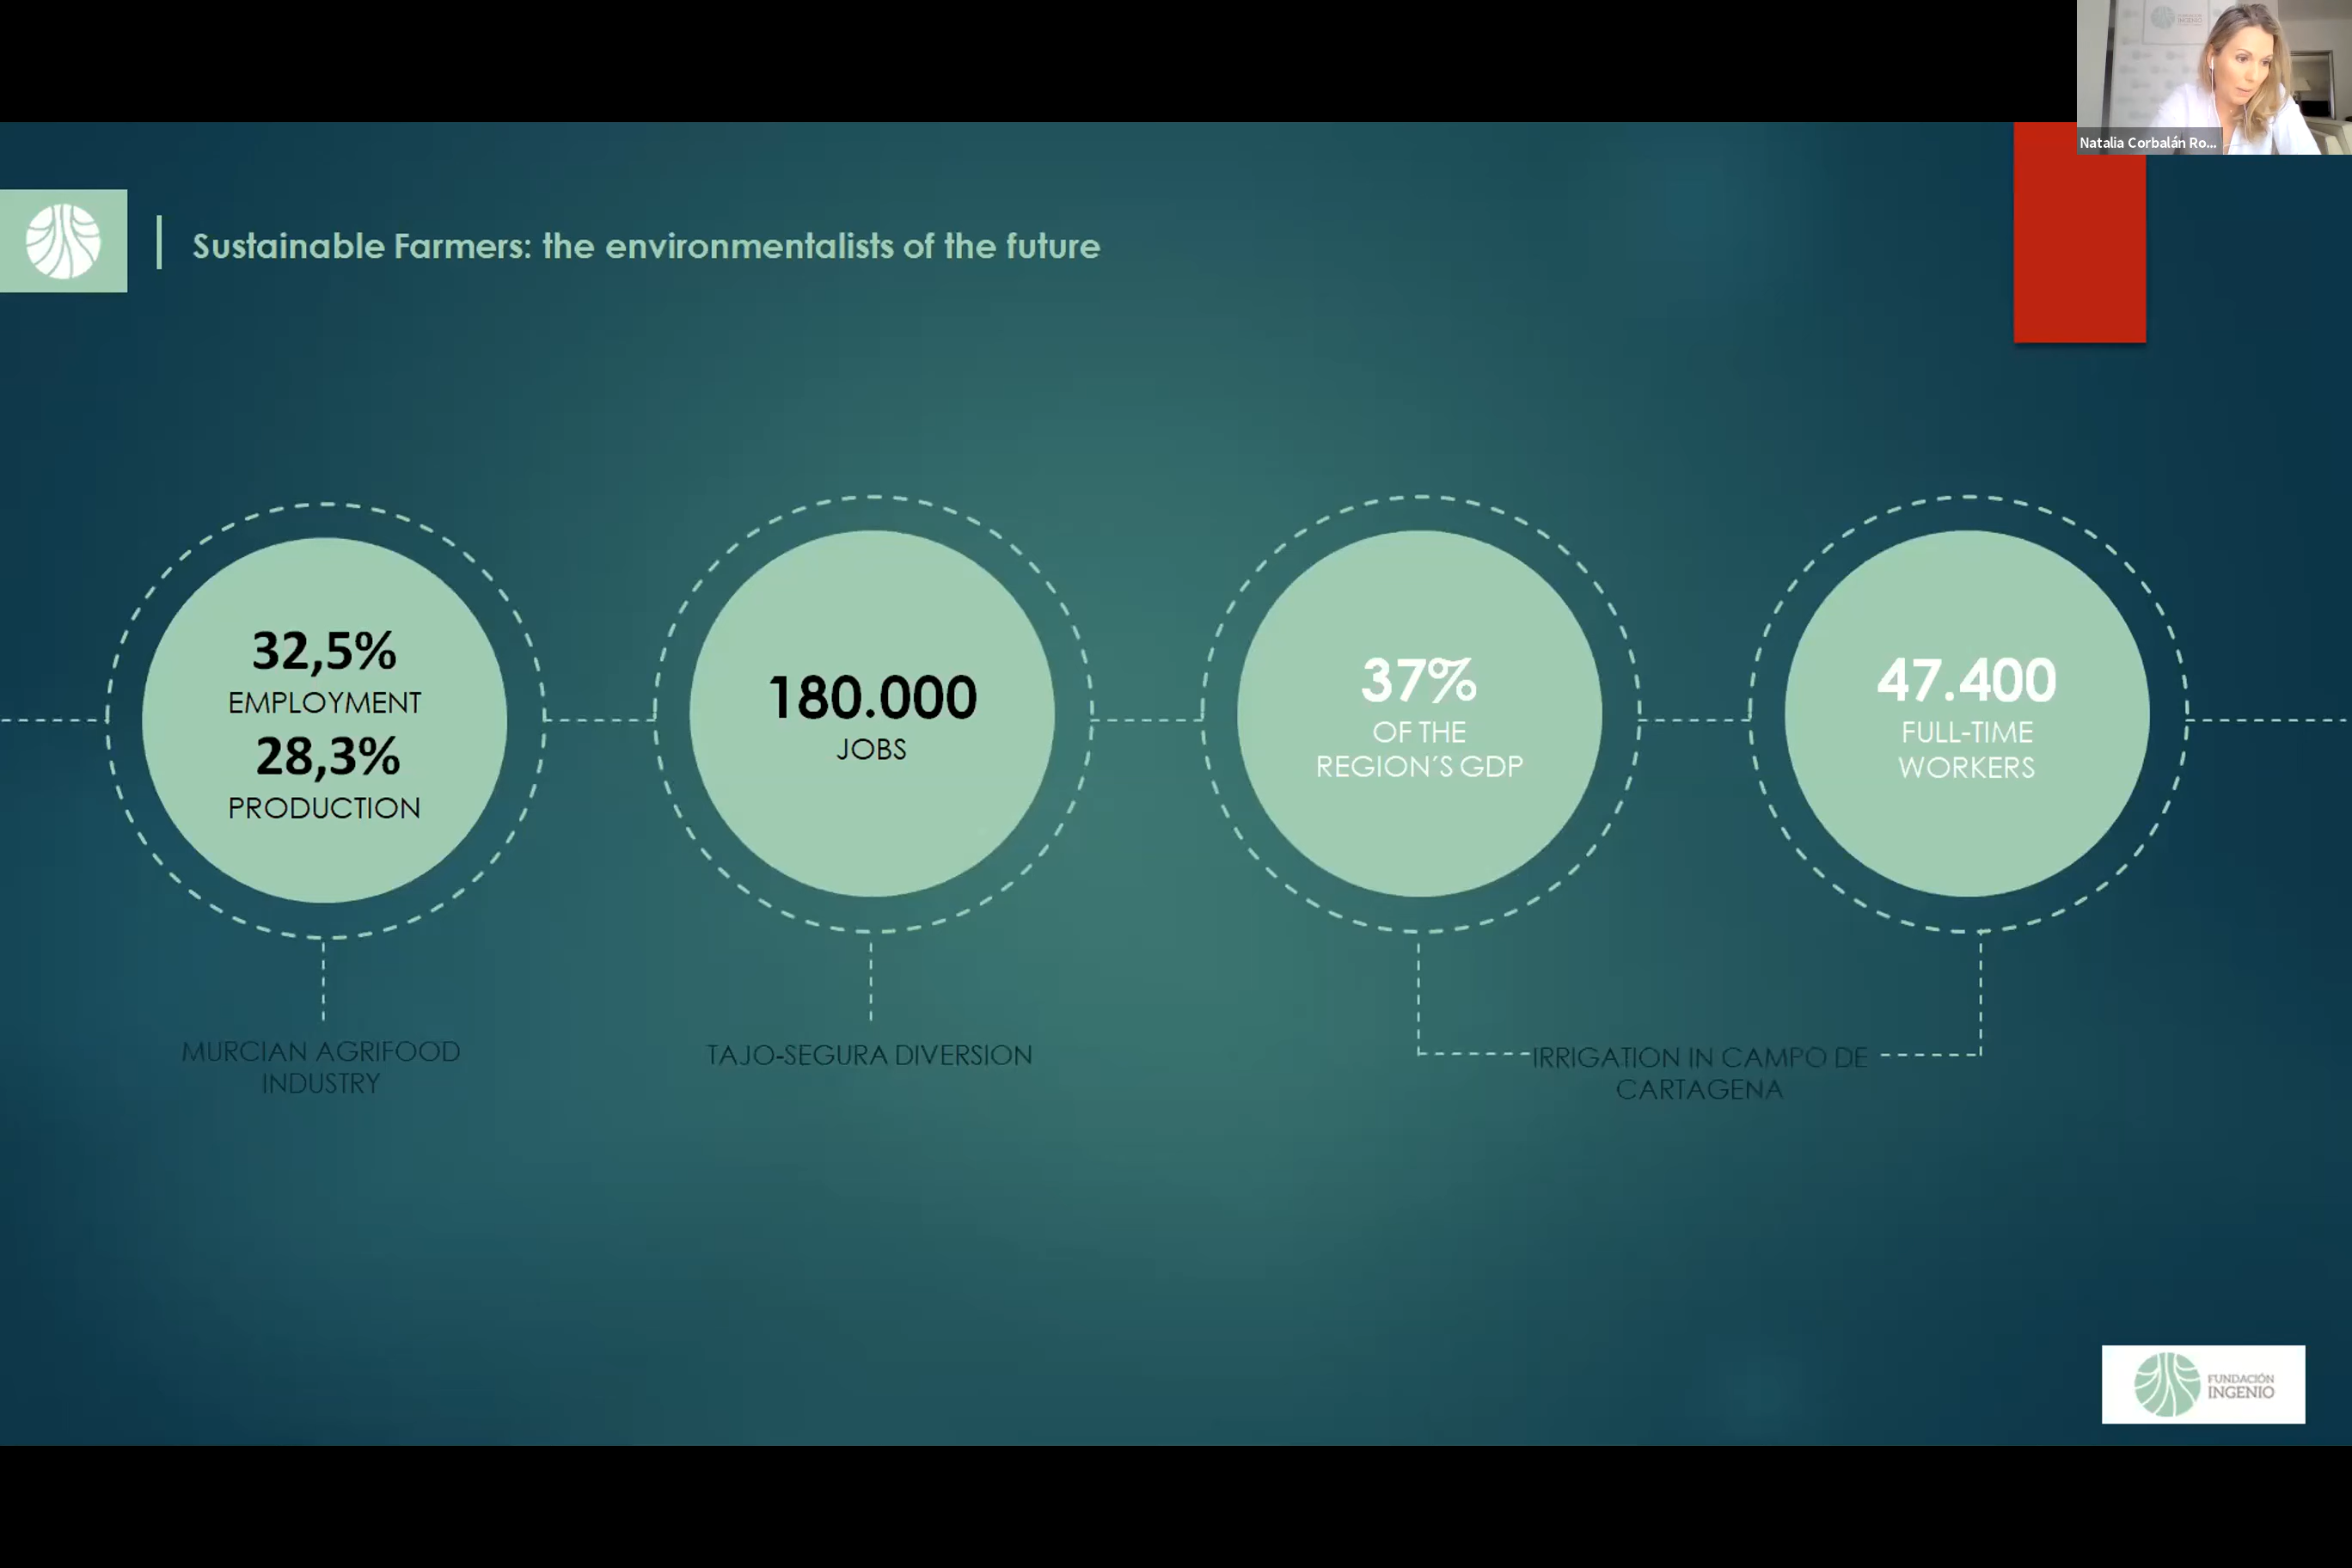 Natalia Corbalán Ro...
Sustainable Farmers: the environmentalists of the future
32,5%
EMPLOYMENT
28,3%
PRODUCTION
180.000
JOBS
37%
OF THE
REGION´S GDP
47.400
FULL-TIME
WORKERS
MURCIAN AGRIFOOD
INDUSTRY
TAJO-SEGURA DIVERSION
IRRIGATION IN CAMPO DE
CARTAGENA
FUNDACIÓN
INGENIO